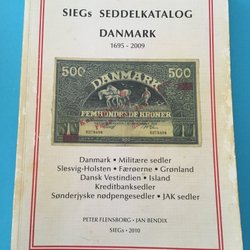 SIEGs SEDDELKATALOG
DANMARK
1695 - 2009
500 DANMARK 500
FEMHUNDREDE KRONER
Danmark • Militære sedler
Slesvig-Holsten • Færøerne • Grønland
Dansk Vestindien • Island
Kreditbanksedler
Sønderjyske nødpengesedler • JAK sedler
PETER FLENSBORG • JAN BENDIX
SIEGs - 2010